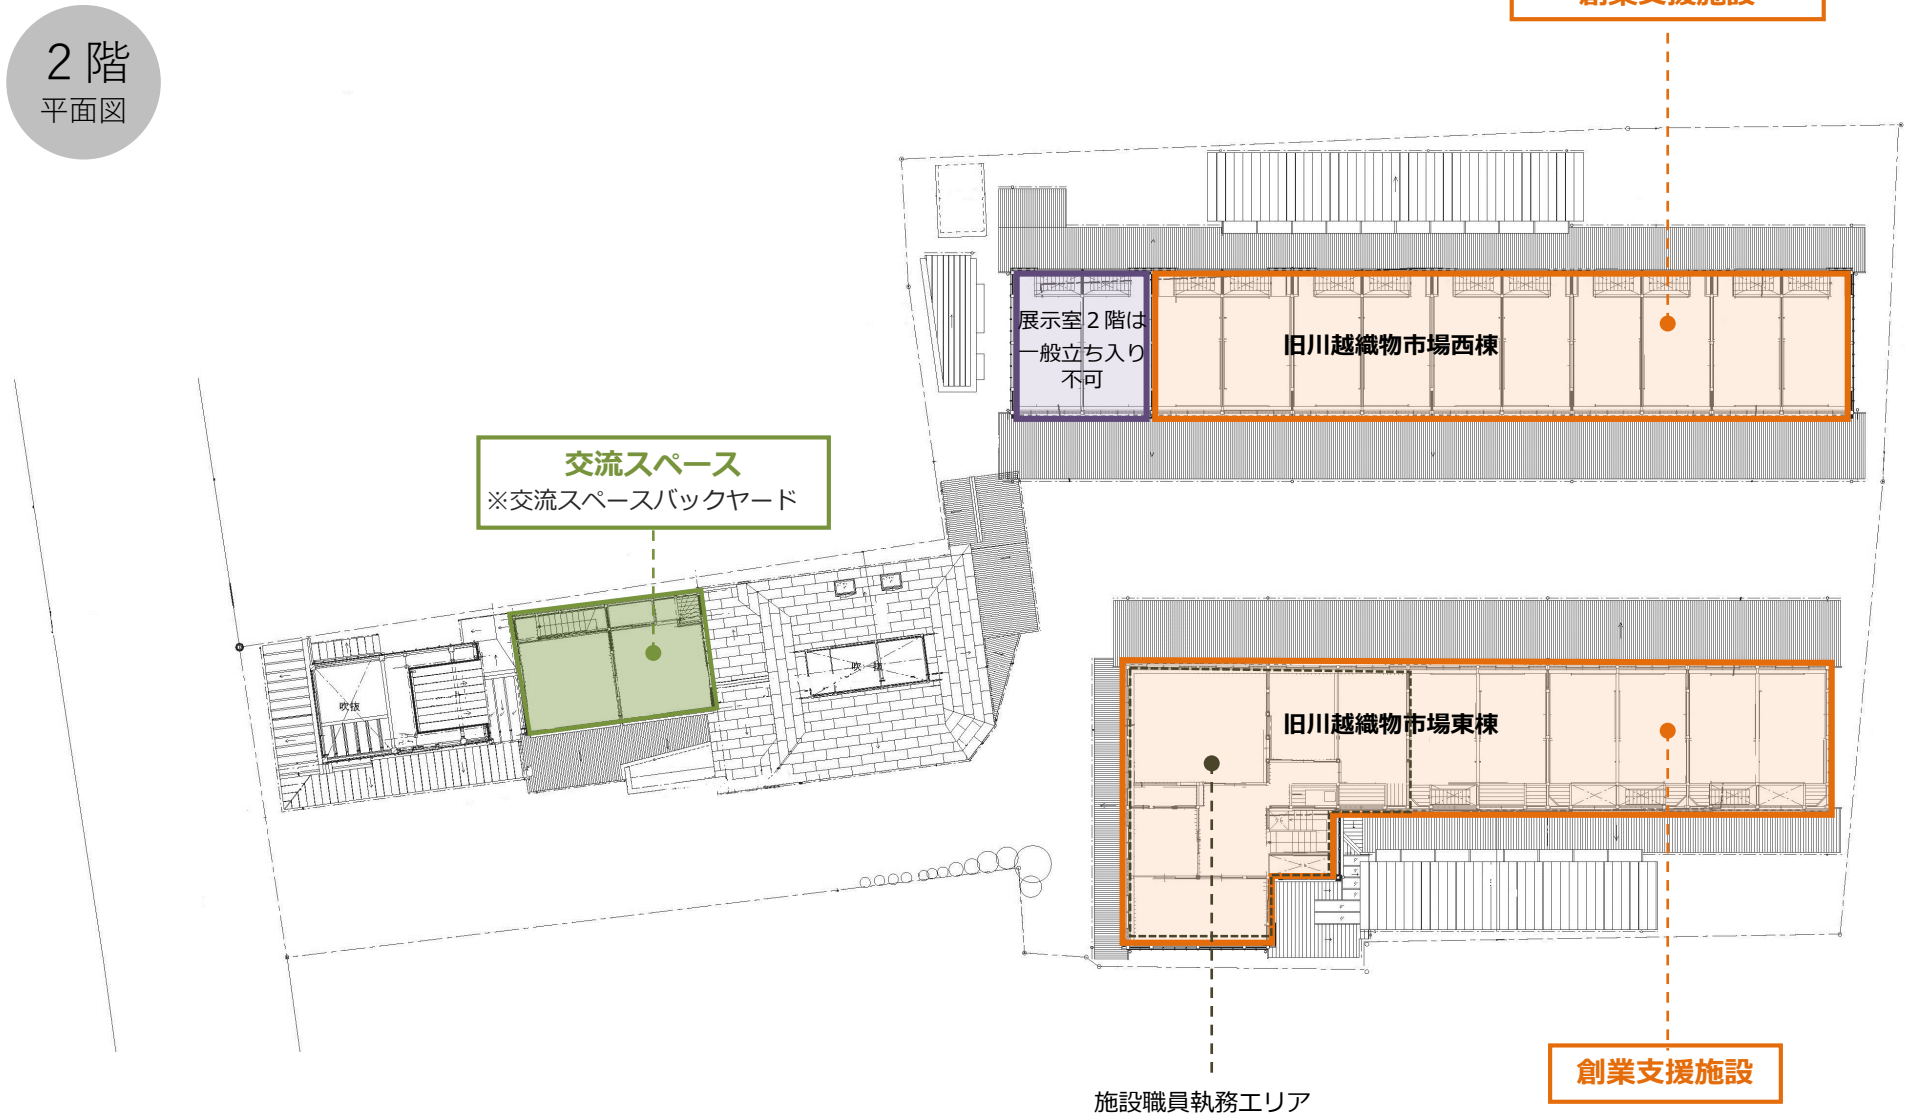 ２階
平面図
創業支援施設
展示室２階は
一般立ち入り
不可
旧川越織物市場西棟
交流スペース
※交流スペースバックヤード
吹抜
吹抜
旧川越織物市場東棟
創業支援施設
施設職員執務エリア